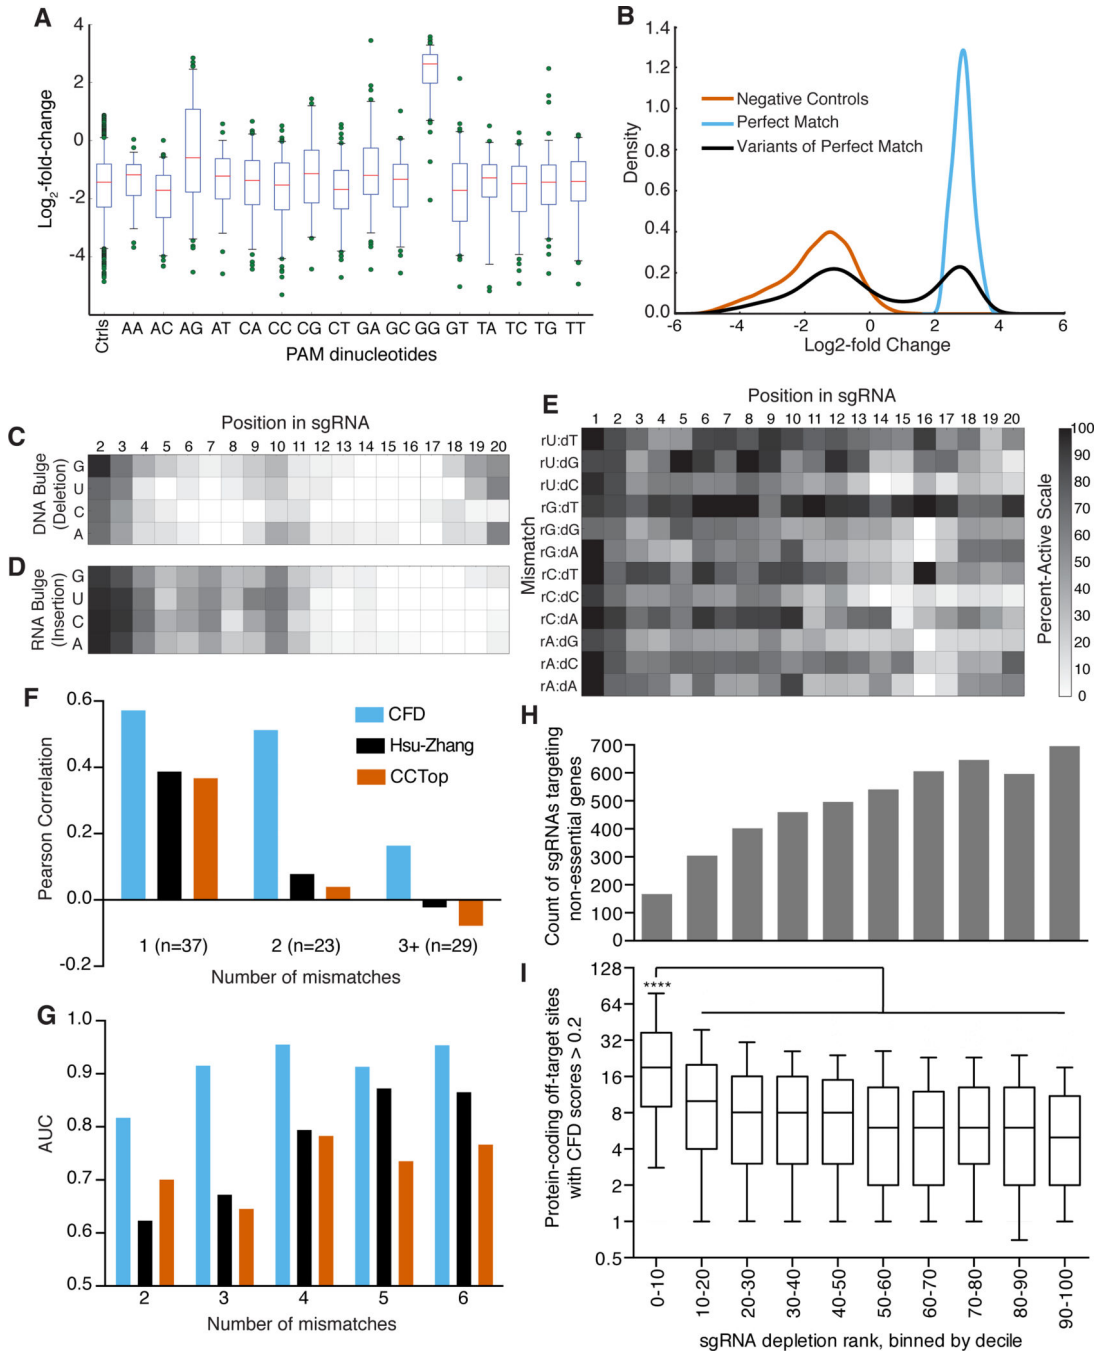 A
4
2
0
-2
-4
Log2-fold-change
Ctrls AA AC AG AT CA CC CG CT GA GC GG GT TA TC TG TT
PAM dinucleotides
B
1.4
1.2
1.0
0.8
0.6
0.4
0.2
0.0
Density
Negative Controls
Perfect Match
Variants of Perfect Match
-6 -4 -2 0 2 4 6
Log2-fold Change
Position in sgRNA
C
2 3 4 5 6 7 8 9 10 11 12 13 14 15 16 17 18 19 20
DNA Bulge
(Deletion)
G
U
C
A
D
RNA Bulge
(Insertion)
G
U
C
A
E
Position in sgRNA
1 2 3 4 5 6 7 8 9 10 11 12 13 14 15 16 17 18 19 20
Mismatch
rU:dT
rU:dG
rU:dC
rG:dT
rG:dG
rG:dA
rC:dT
rC:dC
rC:dA
rA:dG
rA:dC
rA:dA
Percent-Active Scale
100
90
80
70
60
50
40
30
20
10
0
F
0.6
0.4
0.2
0.0
-0.2
Pearson Correlation
CFD
Hsu-Zhang
CCTop
1 (n=37) 2 (n=23) 3+ (n=29)
Number of mismatches
G
1.0
0.9
0.8
0.7
0.6
0.5
AUC
2 3 4 5 6
Number of mismatches
H
700
600
500
400
300
200
100
0
Count of sgRNAs targeting
non-essential genes
I
128
64
32
16
8
4
2
1
0.5
Protein-coding off-target sites
with CFD scores > 0.2
****
0-10 10-20 20-30 30-40 40-50 50-60 60-70 70-80 80-90 90-100
sgRNA depletion rank, binned by decile